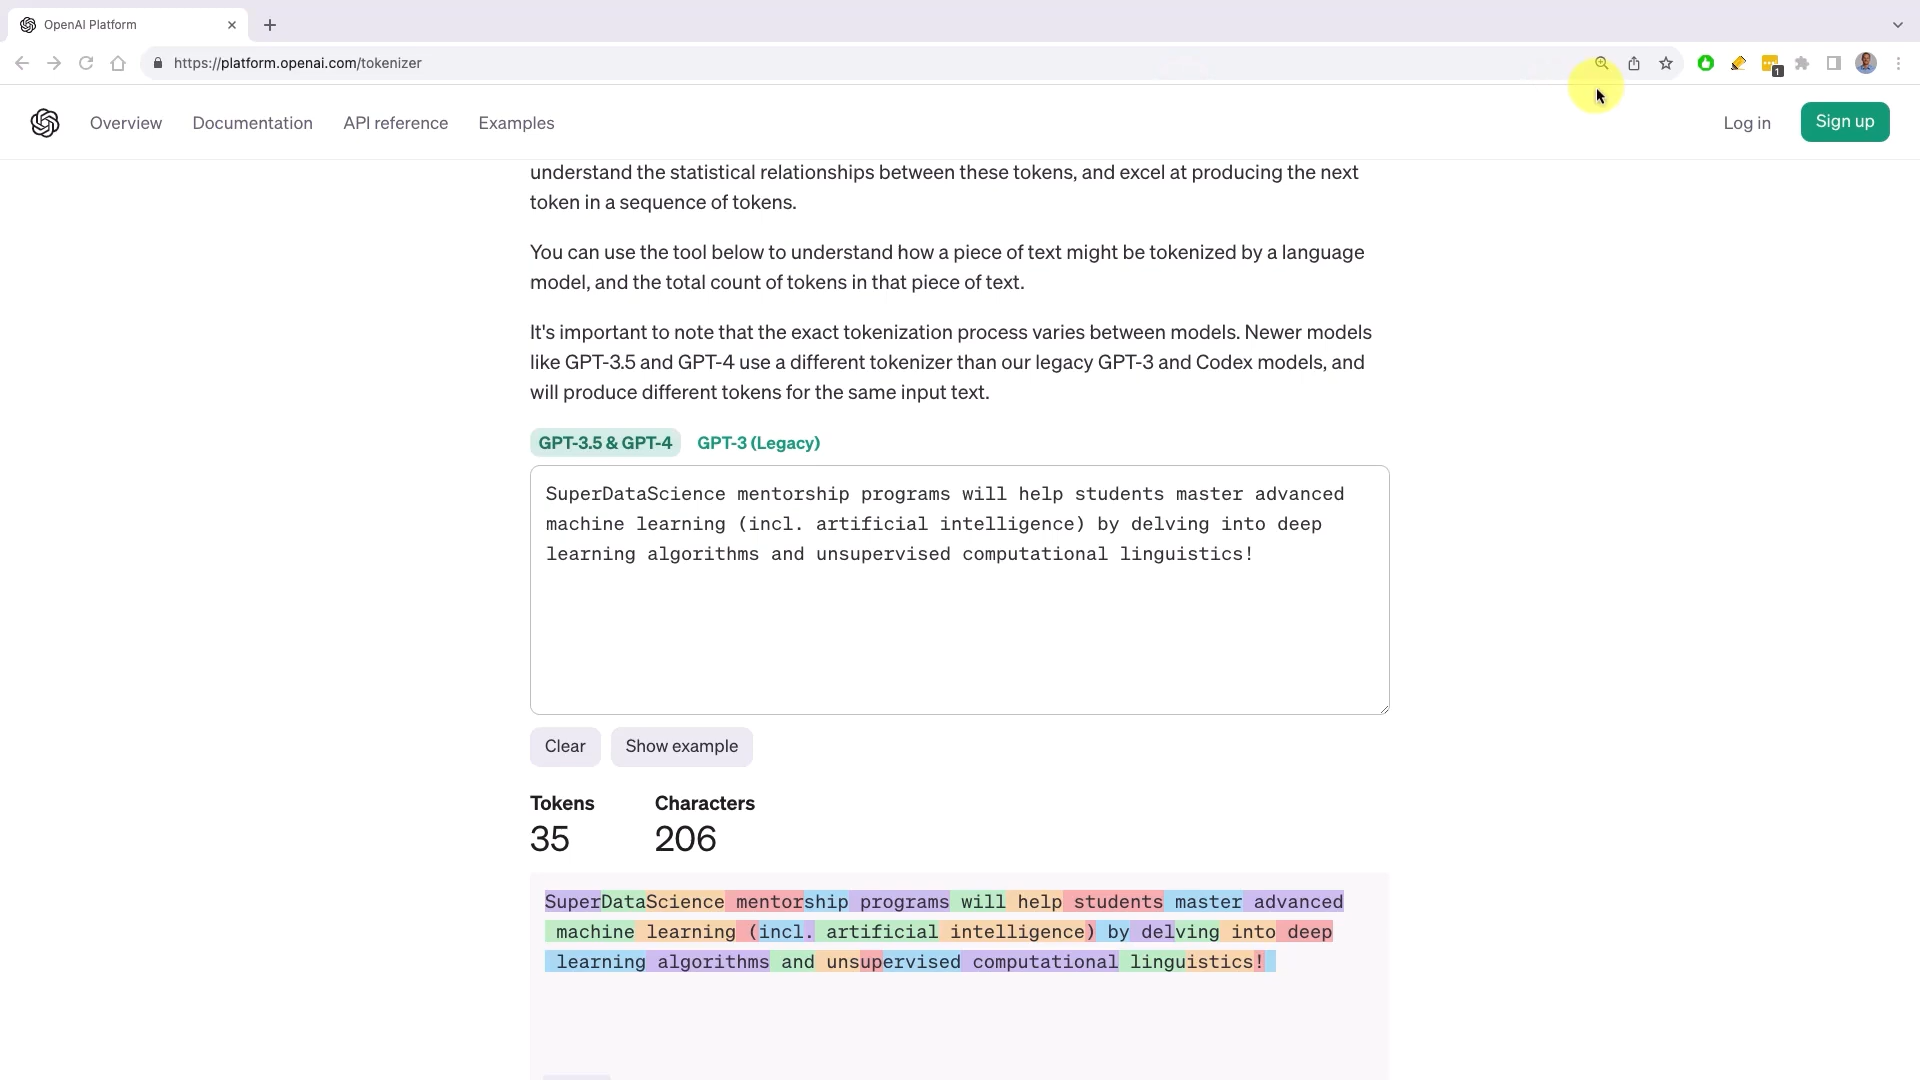 OpenAI Platform
https://platform.openai.com/tokenizer
1
Overview Documentation API reference Examples Log in Sign up
understand the statistical relationships between these tokens, and excel at producing the next
token in a sequence of tokens.
You can use the tool below to understand how a piece of text might be tokenized by a language
model, and the total count of tokens in that piece of text.
It's important to note that the exact tokenization process varies between models. Newer models
like GPT-3.5 and GPT-4 use a different tokenizer than our legacy GPT-3 and Codex models, and
will produce different tokens for the same input text.
GPT-3.5 & GPT-4 GPT-3 (Legacy)
SuperDataScience mentorship programs will help students master advanced
machine learning (incl. artificial intelligence) by delving into deep
learning algorithms and unsupervised computational linguistics!
Clear Show example
Tokens Characters
35 206
SuperDataScience mentorship programs will help students master advanced
machine learning (incl. artificial intelligence) by delving into deep
learning algorithms and unsupervised computational linguistics!